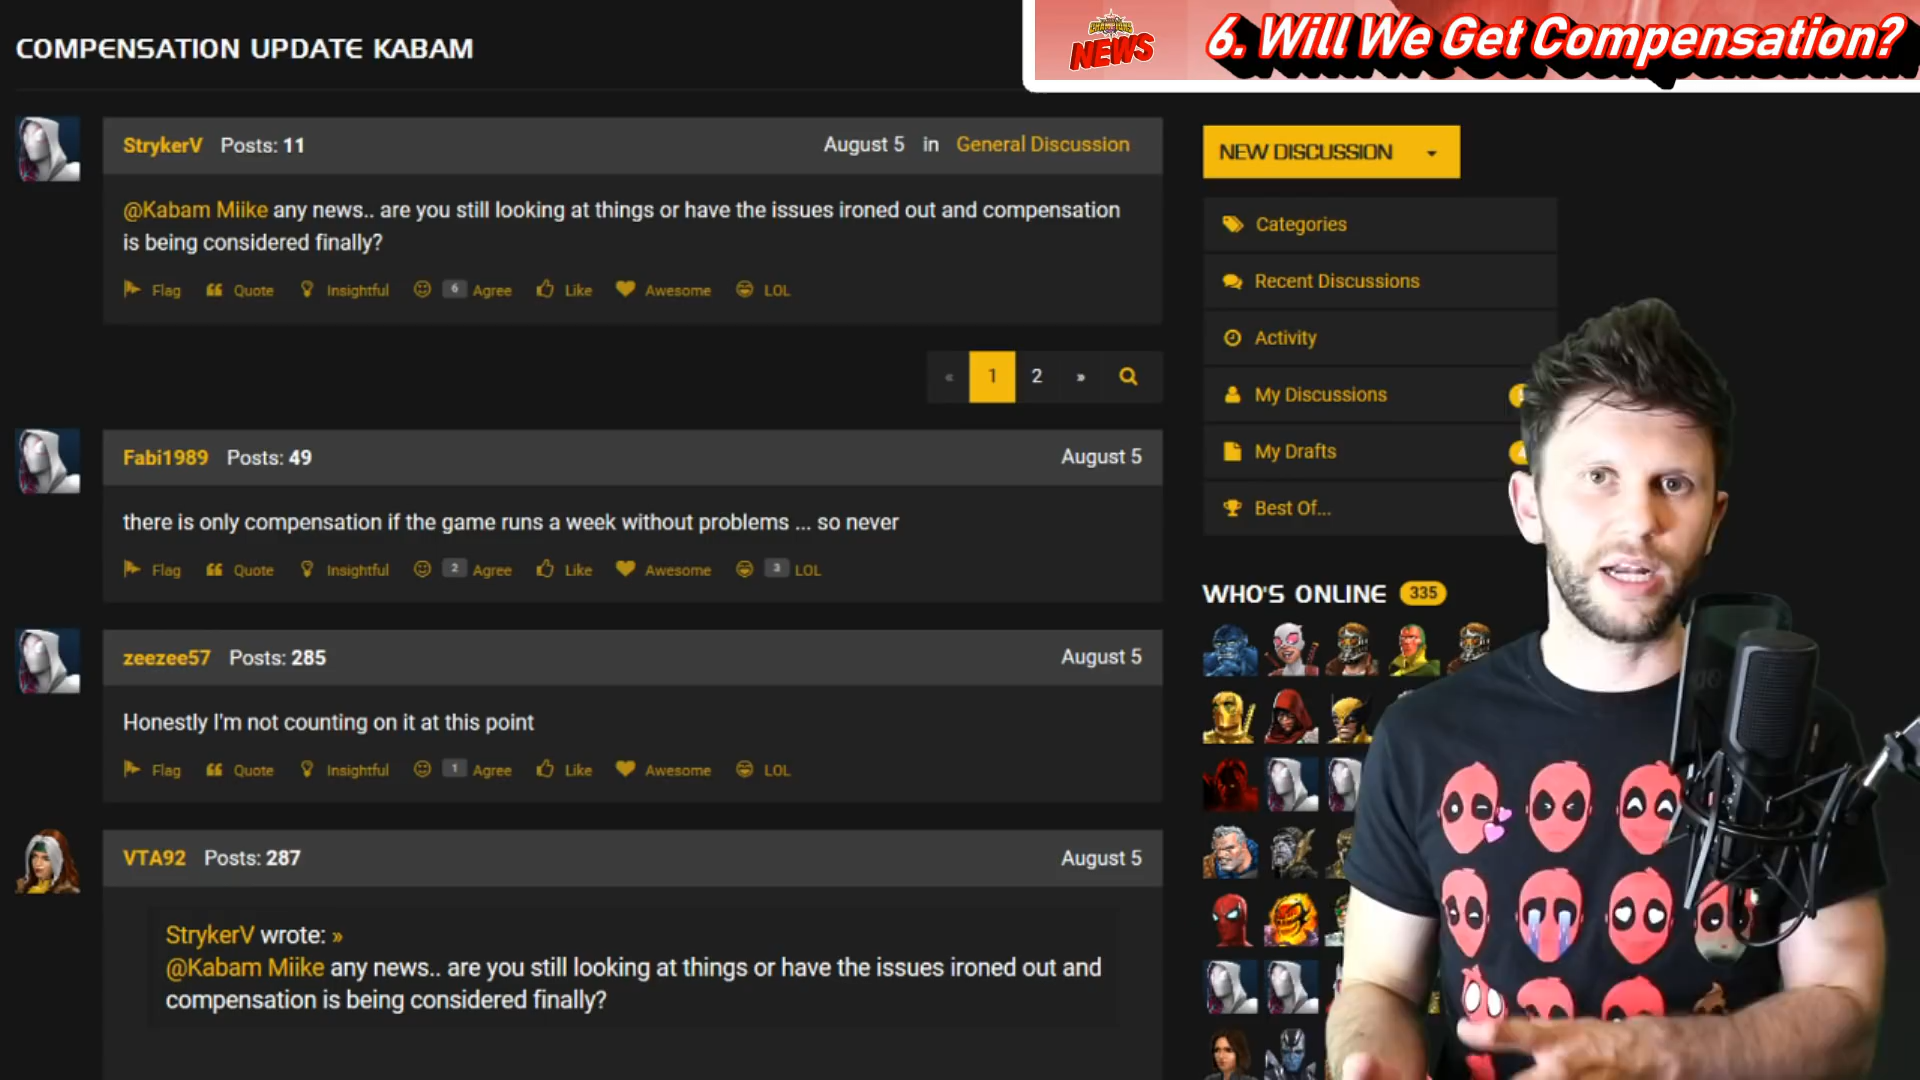 COMPENSATION UPDATE KABAM
CHAMPIONS
NEWS
6. Will We Get Compensation?
StrykerV Posts: 11
August 5 in General Discussion
@Kabam Miike any news.. are you still looking at things or have the issues ironed out and compensation
is being considered finally?
Flag Quote Insightful 6 Agree Like Awesome LOL
« 1 2 »
Fabi1989 Posts: 49
August 5
there is only compensation if the game runs a week without problems ... so never
Flag Quote Insightful 2 Agree Like Awesome 3 LOL
zeezee57 Posts: 285
August 5
Honestly I'm not counting on it at this point
Flag Quote Insightful 1 Agree Like Awesome LOL
VTA92 Posts: 287
August 5
StrykerV wrote: »
@Kabam Miike any news.. are you still looking at things or have the issues ironed out and
compensation is being considered finally?
NEW DISCUSSION
Categories
Recent Discussions
Activity
My Discussions
My Drafts
Best Of...
WHO'S ONLINE 335